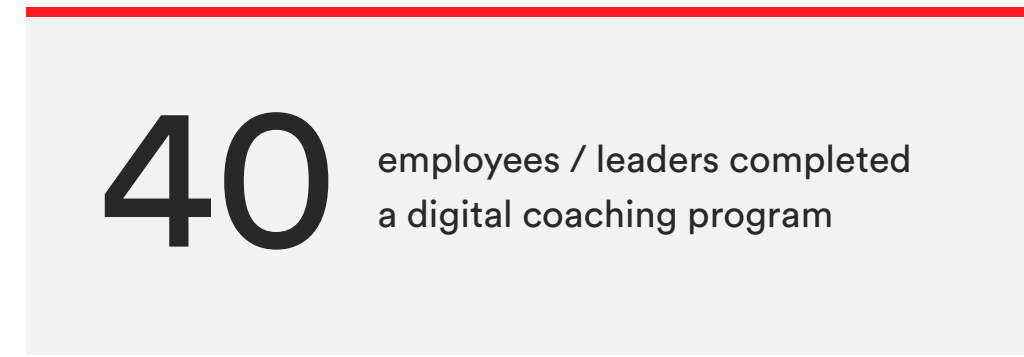 40
employees / leaders completed
a digital coaching program